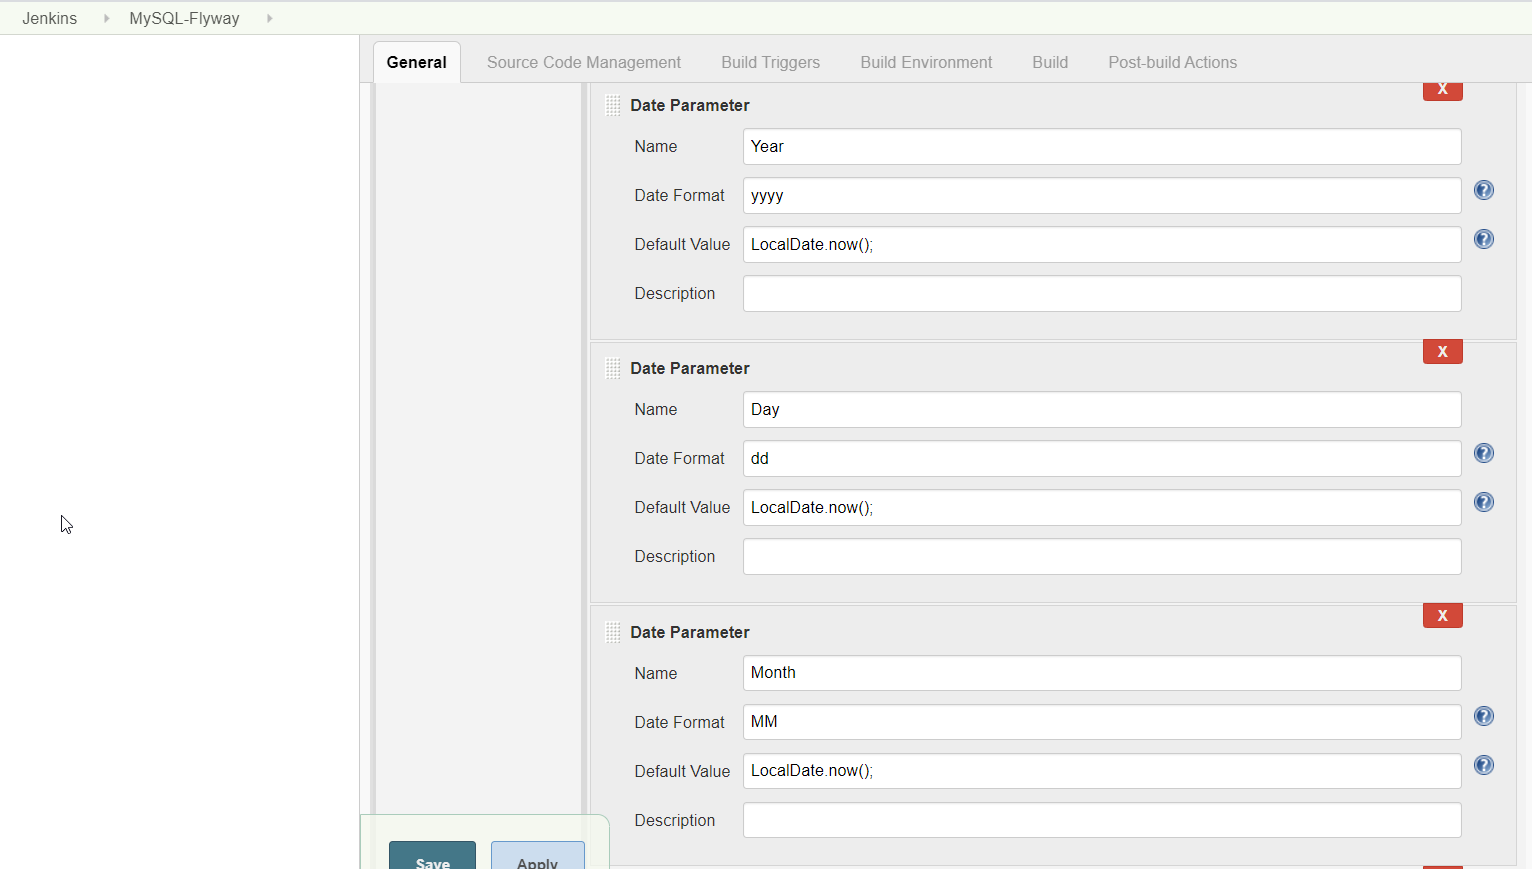 Jenkins MySQL-Flyway
General Source Code Management Build Triggers Build Environment Build Post-build Actions
X
Date Parameter
Name Year
Date Format yyyy
Default Value LocalDate.now();
Description
X
Date Parameter
Name Day
Date Format dd
Default Value LocalDate.now();
Description
X
Date Parameter
Name Month
Date Format MM
Default Value LocalDate.now();
Description
Save Apply